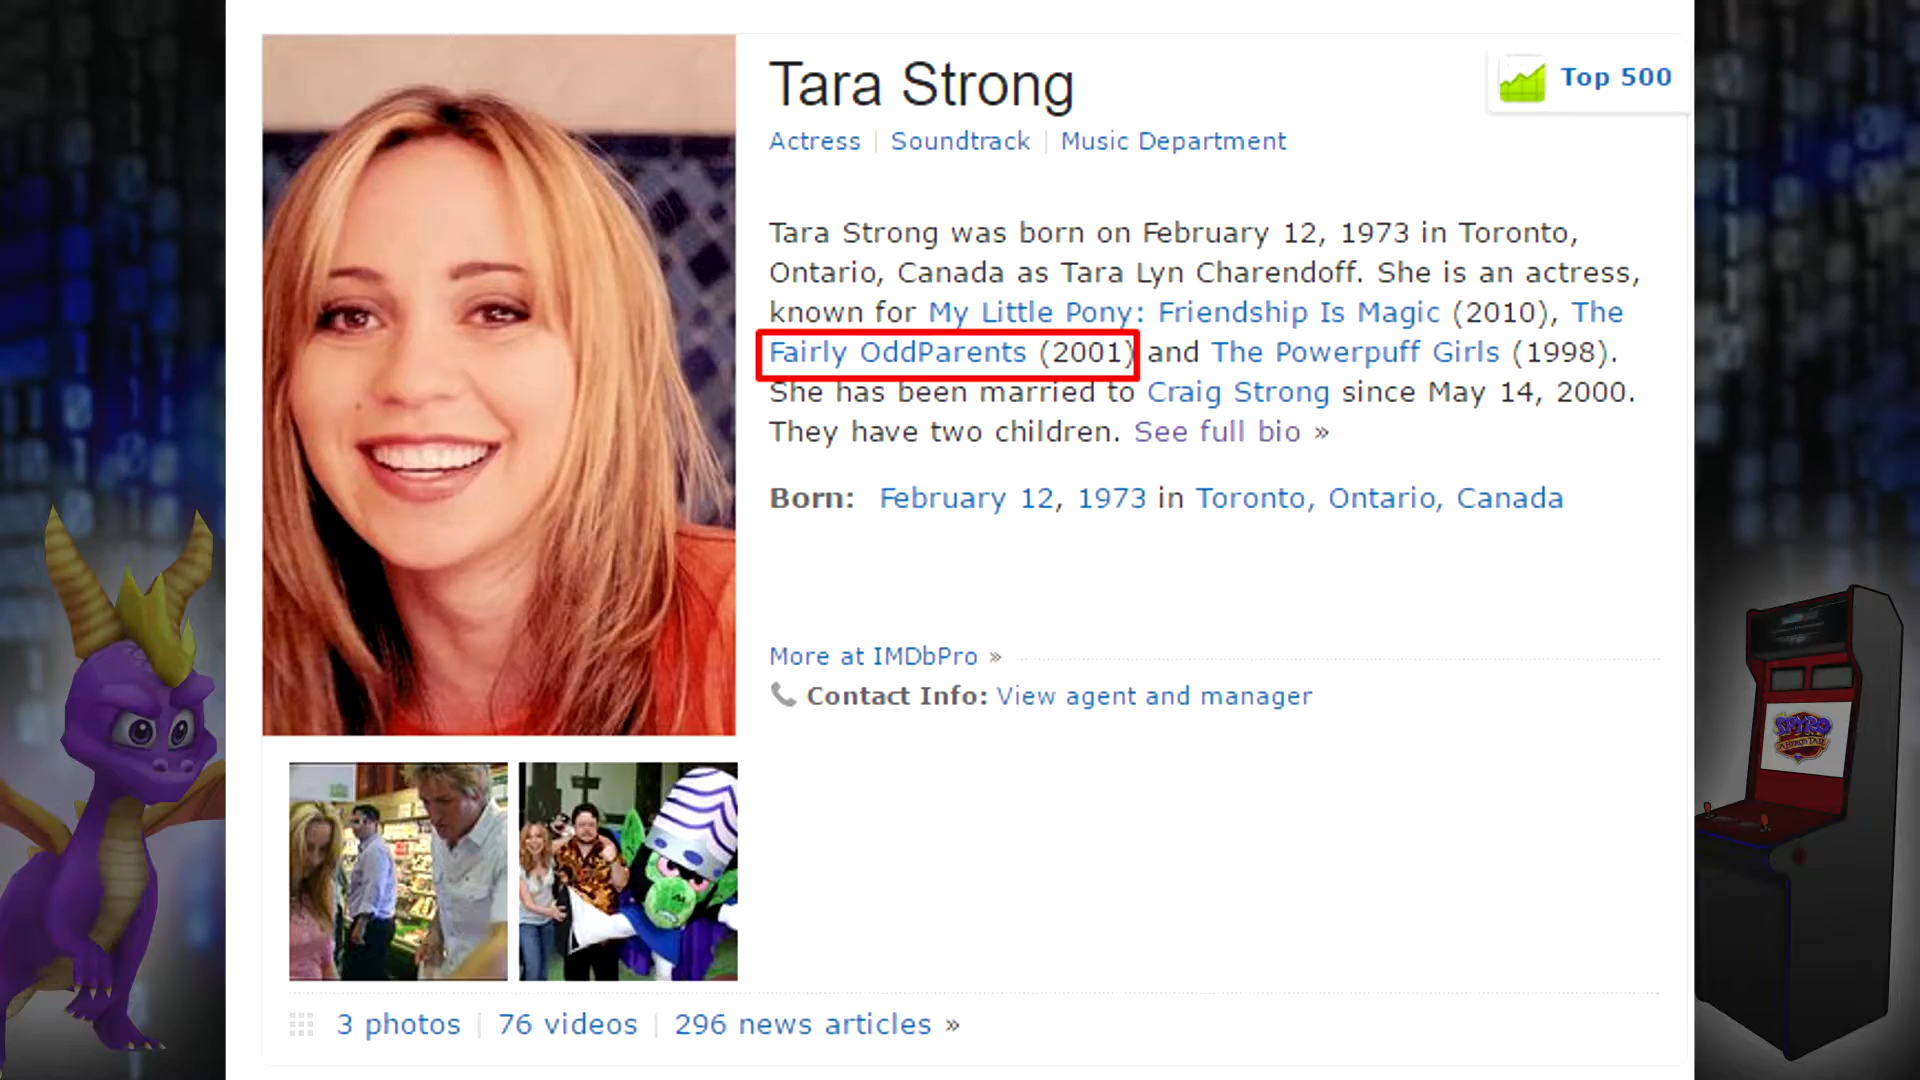 Tara Strong
Top 500
Actress | Soundtrack | Music Department
Tara Strong was born on February 12, 1973 in Toronto,
Ontario, Canada as Tara Lyn Charendoff. She is an actress,
known for My Little Pony: Friendship Is Magic (2010), The
Fairly OddParents (2001) and The Powerpuff Girls (1998).
She has been married to Craig Strong since May 14, 2000.
They have two children. See full bio »
Born: February 12, 1973 in Toronto, Ontario, Canada
More at IMDbPro »
Contact Info: View agent and manager
SPYRO
A HERO'S TAIL
3 photos | 76 videos | 296 news articles »